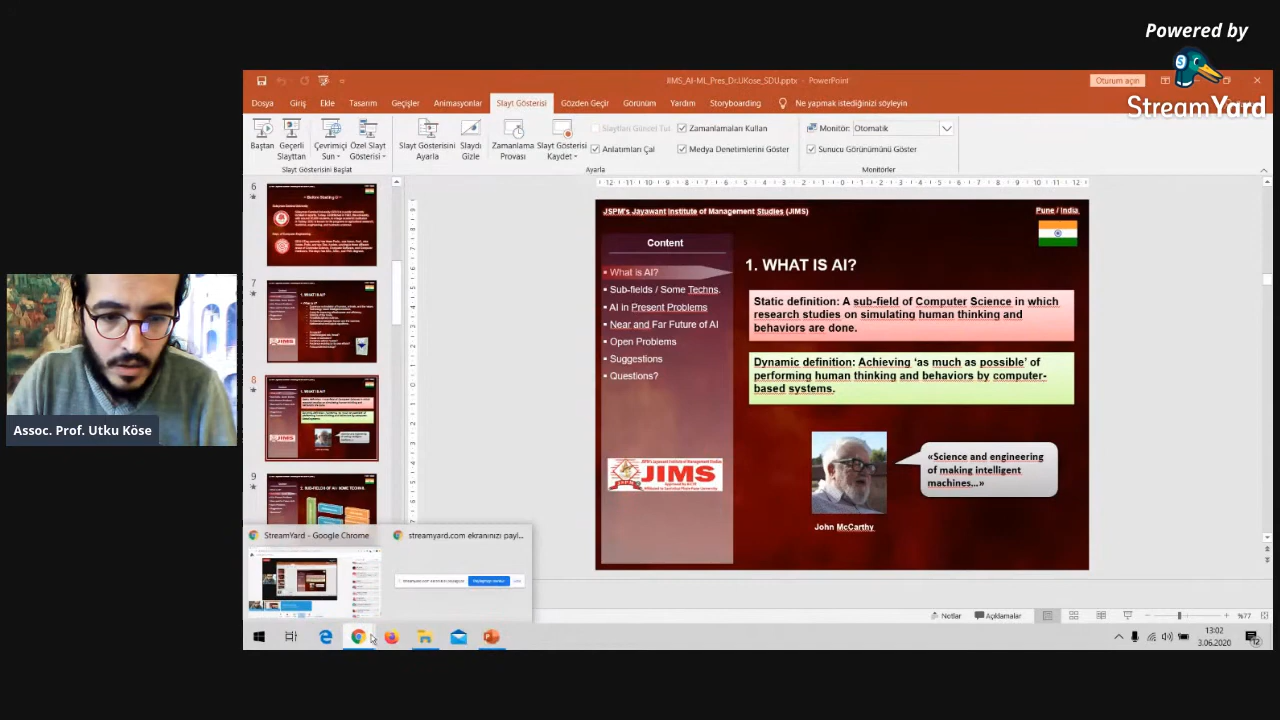 Powered by
StreamYard
JIMS_AI-ML_Pres_Dr.UKose_SDU.pptx - PowerPoint
Oturum açın
Dosya
Giriş
Ekle
Tasarım
Geçişler
Animasyonlar
Slayt Gösterisi
Gözden Geçir
Görünüm
Yardım
Storyboarding
Ne yapmak istediğinizi söyleyin
Baştan
Geçerli Slayttan
Çevrimiçi Sun
Özel Slayt Gösterisi
Slayt Gösterisini Ayarla
Slaydı Gizle
Zamanlama Provası
Slayt Gösterisi Kaydet
Slaytları Güncel Tut
Anlatımları Çal
Zamanlamaları Kullan
Medya Denetimlerini Göster
Monitör: Otomatik
Sunucu Görünümünü Göster
Slayt Gösterisini Başlat
Ayarla
Monitörler
6
7
8
9
JSPM's Jayawant Institute of Management Studies (JIMS)
Pune / India
Content
What is AI?
Sub-fields / Some Techns.
AI in Present Problems
Near and Far Future of AI
Open Problems
Suggestions
Questions?
JIMS
1. WHAT IS AI?
Static definition: A sub-field of Computer Science in which
research studies on simulating human thinking and
behaviors are done.
Dynamic definition: Achieving 'as much as possible' of
performing human thinking and behaviors by computer-
based systems.
«Science and engineering
of making intelligent
machines...»
John McCarthy
Assoc. Prof. Utku Köse
StreamYard - Google Chrome
streamyard.com ekranınızı payl...
Notlar
Açıklamalar
%77
13:02
3.06.2020